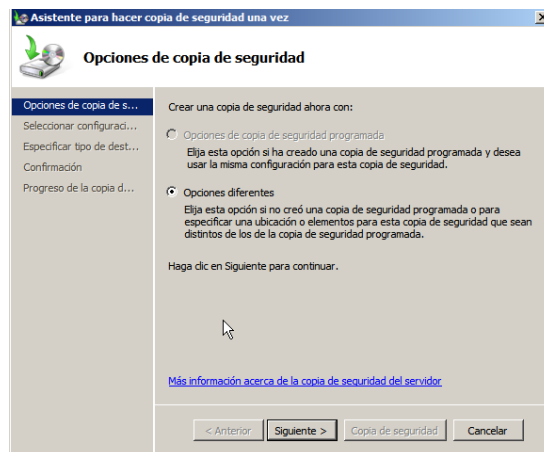 Asistente para hacer copia de seguridad una vez
Opciones de copia de seguridad
Opciones de copia de s...
Seleccionar configuraci...
Especificar tipo de dest...
Confirmación
Progreso de la copia d...
Crear una copia de seguridad ahora con:
Opciones de copia de seguridad programada
Elija esta opción si ha creado una copia de seguridad programada y desea
usar la misma configuración para esta copia de seguridad.
Opciones diferentes
Elija esta opción si no creó una copia de seguridad programada o para
especificar una ubicación o elementos para esta copia de seguridad que sean
distintos de los de la copia de seguridad programada.
Haga clic en Siguiente para continuar.
Más información acerca de la copia de seguridad del servidor
< Anterior
Siguiente >
Copia de seguridad
Cancelar